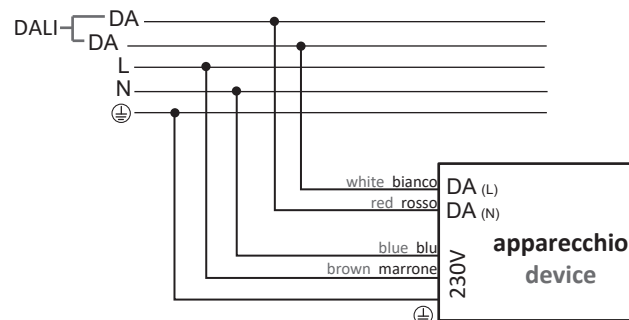 DALI
DA
DA
L
N
white bianco
DA (L)
red rosso
DA (N)
blue blu
brown marrone
230V
apparecchio
device